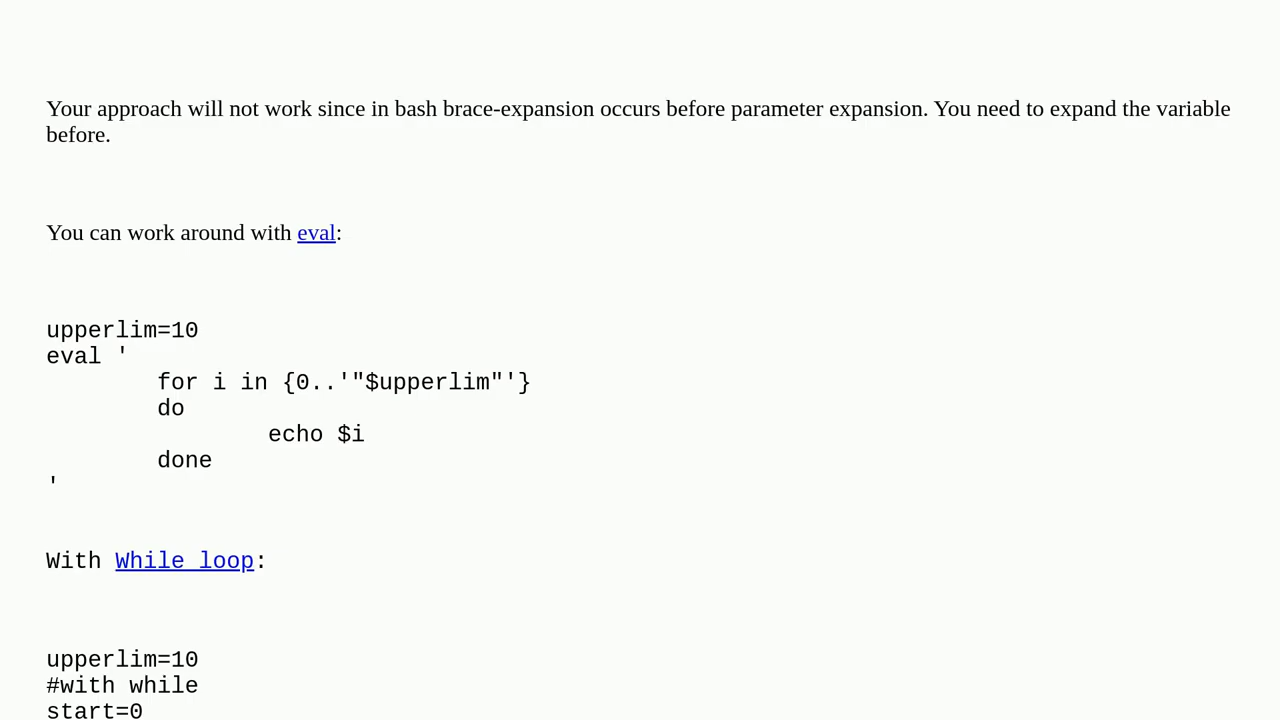 Your approach will not work since in bash brace-expansion occurs before parameter expansion. You need to expand the variable
before.
You can work around with eval:
upperlim=10
eval '
        for i in {0..'"$upperlim"'}
        do
                echo $i
        done
'
With While loop:
upperlim=10
#with while
start=0